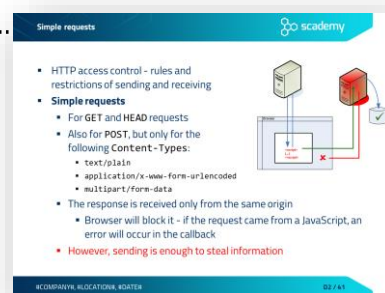 Simple requests
scademy
HTTP access control - rules and
restrictions of sending and receiving
Simple requests
For GET and HEAD requests
Also for POST, but only for the
following Content-Types:
text/plain
application/x-www-form-urlencoded
multipart/form-data
The response is received only from the same origin
Browser will block it - if the request came from a JavaScript, an
error will occur in the callback
However, sending is enough to steal information
#COMPANY#, #LOCATION#, #DATE#
D2 / 61